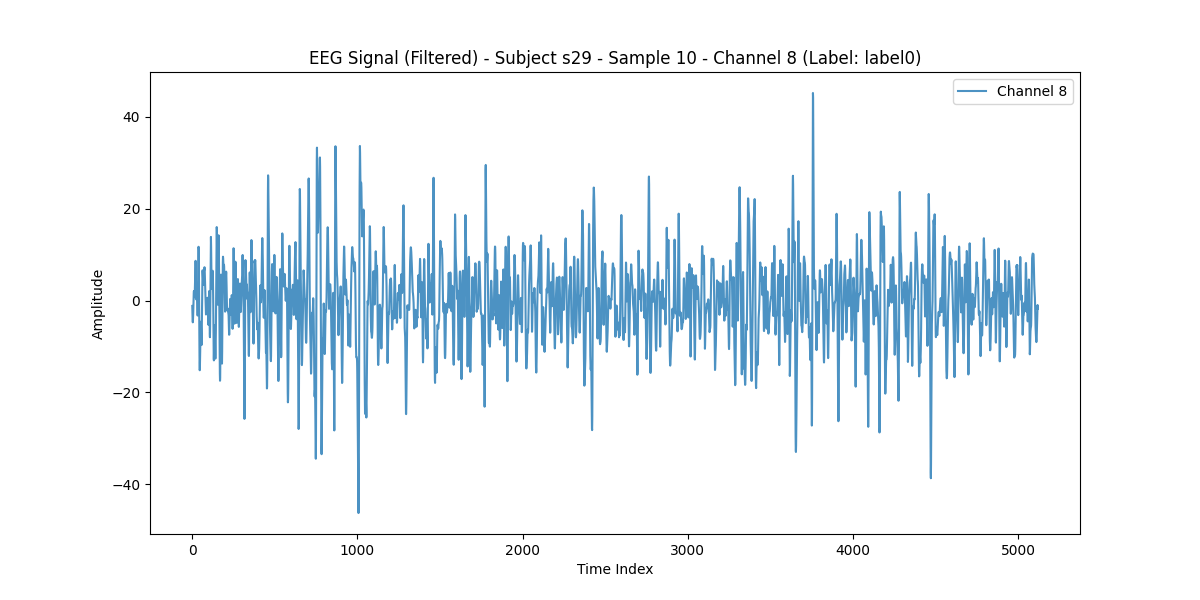 EEG Signal (Filtered) - Subject s29 - Sample 10 - Channel 8 (Label: label0)
Channel 8
40
20
0
−20
−40
Amplitude
0 1000 2000 3000 4000 5000
Time Index